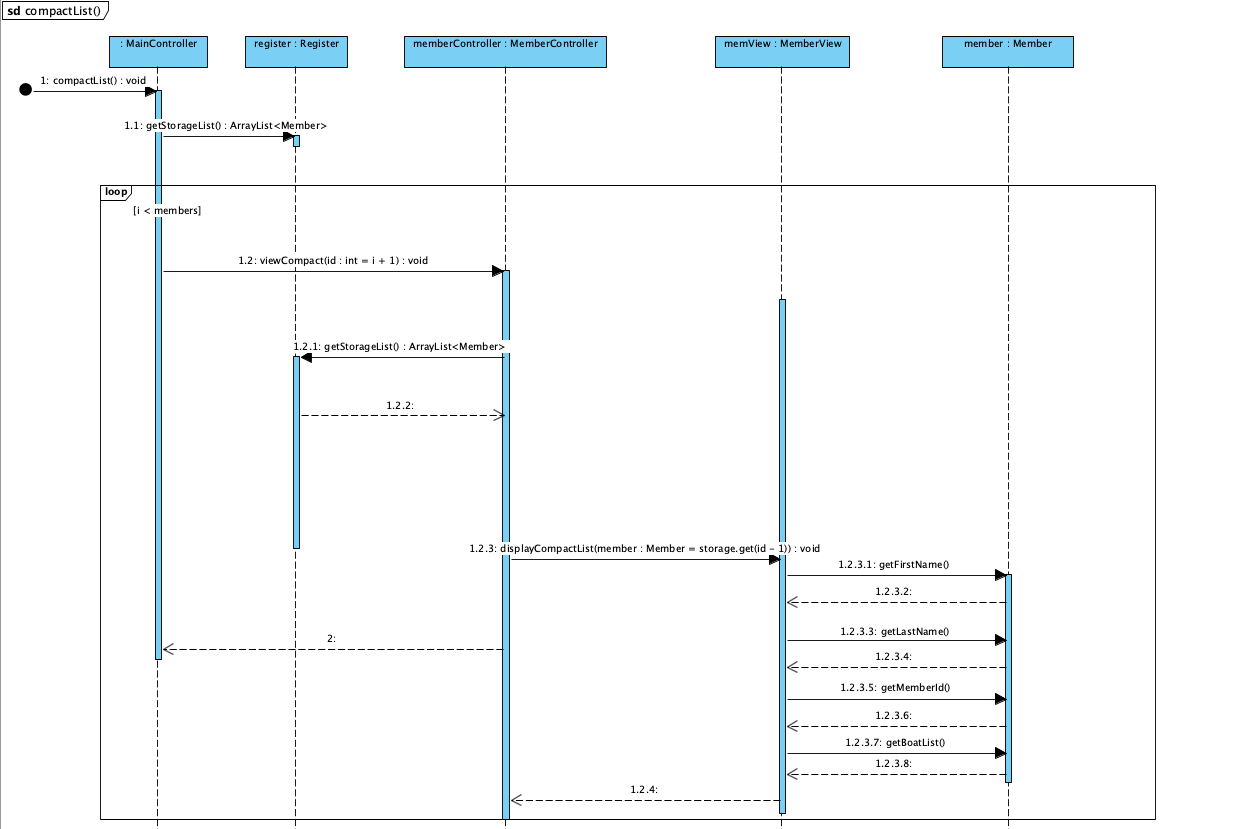 sd compactList()
: MainController
register : Register
memberController : MemberController
memView : MemberView
member : Member
1: compactList() : void
1.1: getStorageList() : ArrayList<Member>
loop
[i < members]
1.2: viewCompact(id : int = i + 1) : void
1.2.1: getStorageList() : ArrayList<Member>
1.2.2:
1.2.3: displayCompactList(member : Member = storage.get(id - 1)) : void
1.2.3.1: getFirstName()
1.2.3.2:
1.2.3.3: getLastName()
2:
1.2.3.4:
1.2.3.5: getMemberId()
1.2.3.6:
1.2.3.7: getBoatList()
1.2.3.8:
1.2.4: